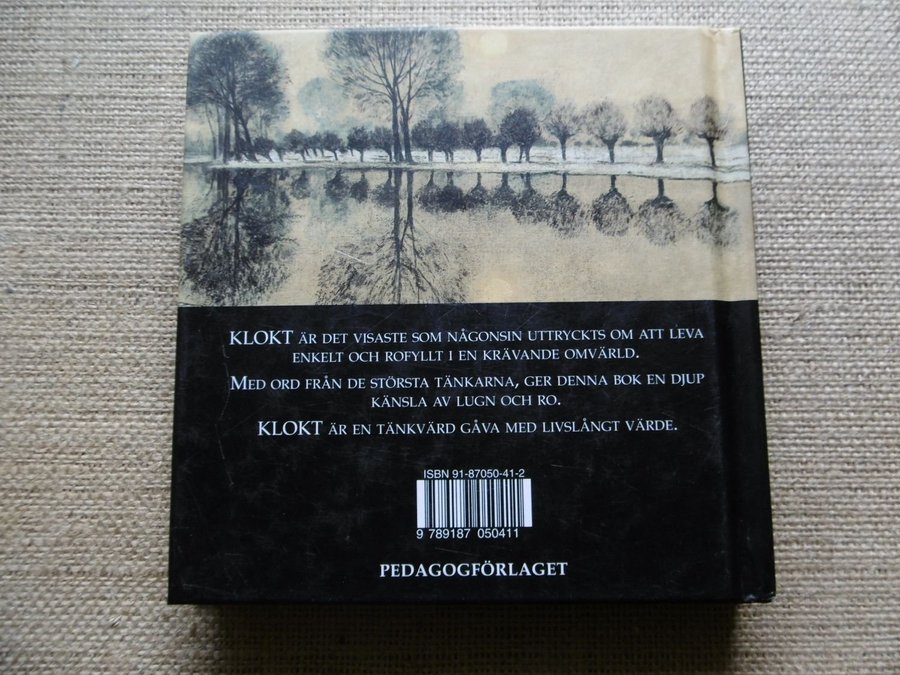 KLOKT ÄR DET VISASTE SOM NÅGONSIN UTTRYCKTS OM ATT LEVA
ENKELT OCH ROFYLLT I EN KRÄVANDE OMVÄRLD.
MED ORD FRÅN DE STÖRSTA TÄNKARNA, GER DENNA BOK EN DJUP
KÄNSLA AV LUGN OCH RO.
KLOKT ÄR EN TÄNKVÄRD GÅVA MED LIVSLÅNGT VÄRDE.
ISBN 91-87050-41-2
9 789187 050411
PEDAGOGFÖRLAGET